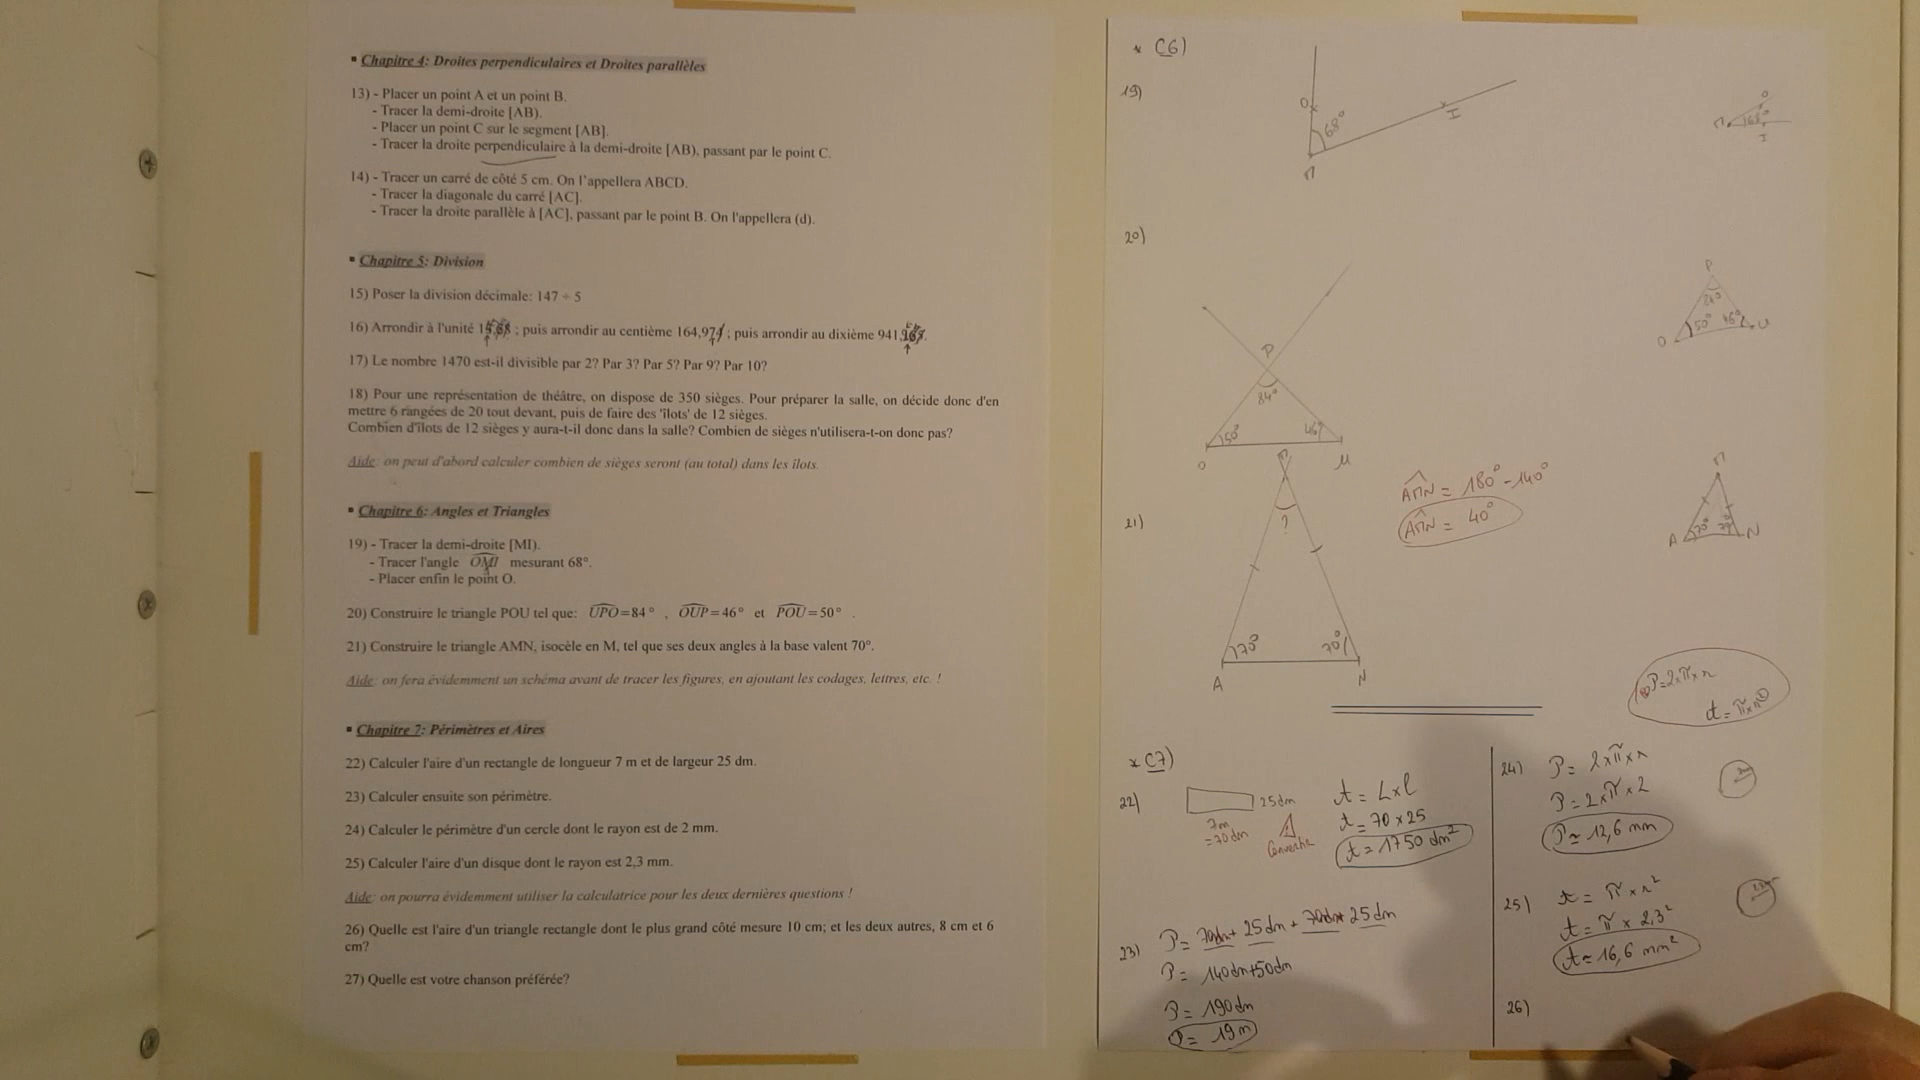 ▪ Chapitre 4: Droites perpendiculaires et Droites parallèles
13) - Placer un point A et un point B.
- Tracer la demi-droite [AB).
- Placer un point C sur le segment [AB].
- Tracer la droite perpendiculaire à la demi-droite [AB), passant par le point C.
14) - Tracer un carré de côté 5 cm. On l'appellera ABCD.
- Tracer la diagonale du carré [AC].
- Tracer la droite parallèle à [AC], passant par le point B. On l'appellera (d).
▪ Chapitre 5: Division
15) Poser la division décimale: 147 ÷ 5
16) Arrondir à l'unité ; puis arrondir au centième 164,974 ; puis arrondir au dixième
17) Le nombre 1470 est-il divisible par 2? Par 3? Par 5? Par 9? Par 10?
18) Pour une représentation de théâtre, on dispose de 350 sièges. Pour préparer la salle, on décide donc d'en
mettre 6 rangées de 20 tout devant, puis de faire des 'îlots' de 12 sièges.
Combien d'îlots de 12 sièges y aura-t-il donc dans la salle? Combien de sièges n'utilisera-t-on donc pas?
Aide: on peut d'abord calculer combien de sièges seront (au total) dans les îlots.
▪ Chapitre 6: Angles et Triangles
19) - Tracer la demi-droite [MI).
- Tracer l'angle OMI mesurant 68°.
- Placer enfin le point O.
20) Construire le triangle POU tel que: UPO=84° , OUP=46° et POU=50° .
21) Construire le triangle AMN, isocèle en M, tel que ses deux angles à la base valent 70°.
Aide: on fera évidemment un schéma avant de tracer les figures, en ajoutant les codages, lettres, etc. !
▪ Chapitre 7: Périmètres et Aires
22) Calculer l'aire d'un rectangle de longueur 7 m et de largeur 25 dm.
23) Calculer ensuite son périmètre.
24) Calculer le périmètre d'un cercle dont le rayon est de 2 mm.
25) Calculer l'aire d'un disque dont le rayon est 2,3 mm.
Aide: on pourra évidemment utiliser la calculatrice pour les deux dernières questions !
26) Quelle est l'aire d'un triangle rectangle dont le plus grand côté mesure 10 cm; et les deux autres, 8 cm et 6
cm?
27) Quelle est votre chanson préférée?
* C6)
19)
O
68°
I
M
O
M 68°
I
20)
P
84°
50° 46°
O U
P
84°
50° 46°
O U
21)
M
?
70° 70°
A N
AMN = 180° - 140°
AMN = 40°
M
70° 70°
A N
P = 2×π×r
A = π×r²
* C7)
22)
25dm
7m
= 70dm
Convertir
A = L×l
A = 70×25
A = 1750 dm²
23) P = 70dm + 25dm + 70dm + 25dm
P = 140dm+50dm
P = 190dm
P = 19m
24) P = 2×π×r
P = 2×π×2
P ≃ 12,6 mm
25) A = π×r²
A = π × 2,3²
A ≃ 16,6 mm²
26)